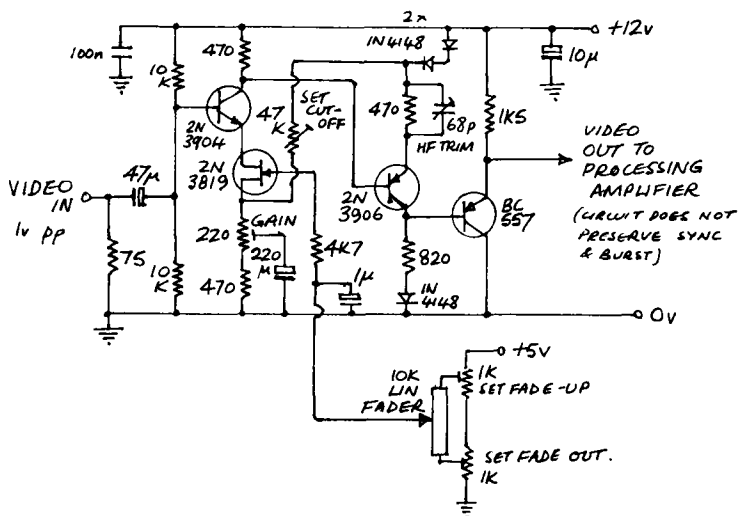 2x
IN4148
+12v
100n
10
K
470
10µ
47
K
SET
CUT-
OFF
470
68p
HF TRIM
1K5
2N
3904
2N
3819
2N
3906
BC
557
VIDEO
OUT TO
PROCESSING
AMPLIFIER
(CIRCUIT DOES NOT
PRESERVE SYNC
& BURST)
VIDEO
IN
1v pp
47µ
75
10
K
GAIN
220
220
µ
470
4K7
1µ
820
IN
4148
0v
+5v
10K
LIN
FADER
1K
SET FADE-UP
SET FADE OUT.
1K